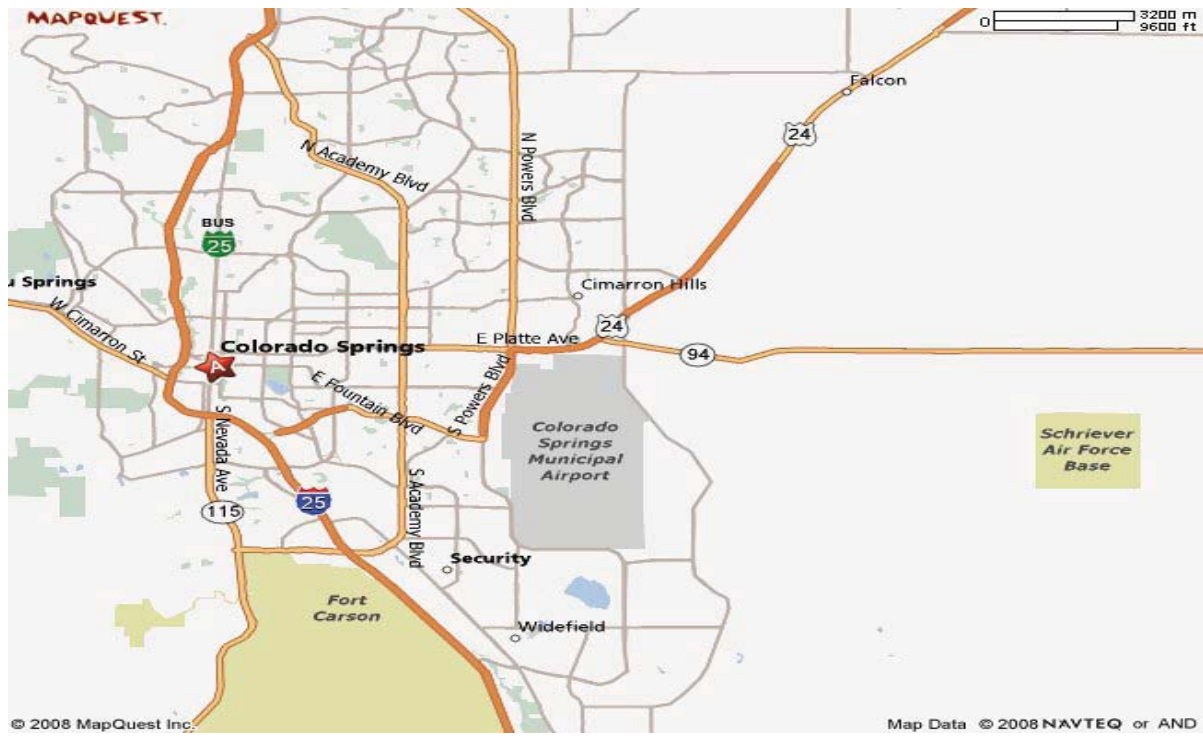 MAPQUEST.
0
3200 m
9600 ft
Falcon
24
N Academy Blvd
N Powers Blvd
BUS
25
u Springs
Cimarron Hills
W Cimarron St
24
E Platte Ave
Colorado Springs
94
A
E Fountain Blvd
S Powers Blvd
S Nevada Ave
Colorado
Springs
Municipal
Airport
Schriever
Air Force
Base
S Academy Blvd
25
115
Security
Fort
Carson
Widefield
© 2008 MapQuest Inc.
Map Data © 2008 NAVTEQ or AND